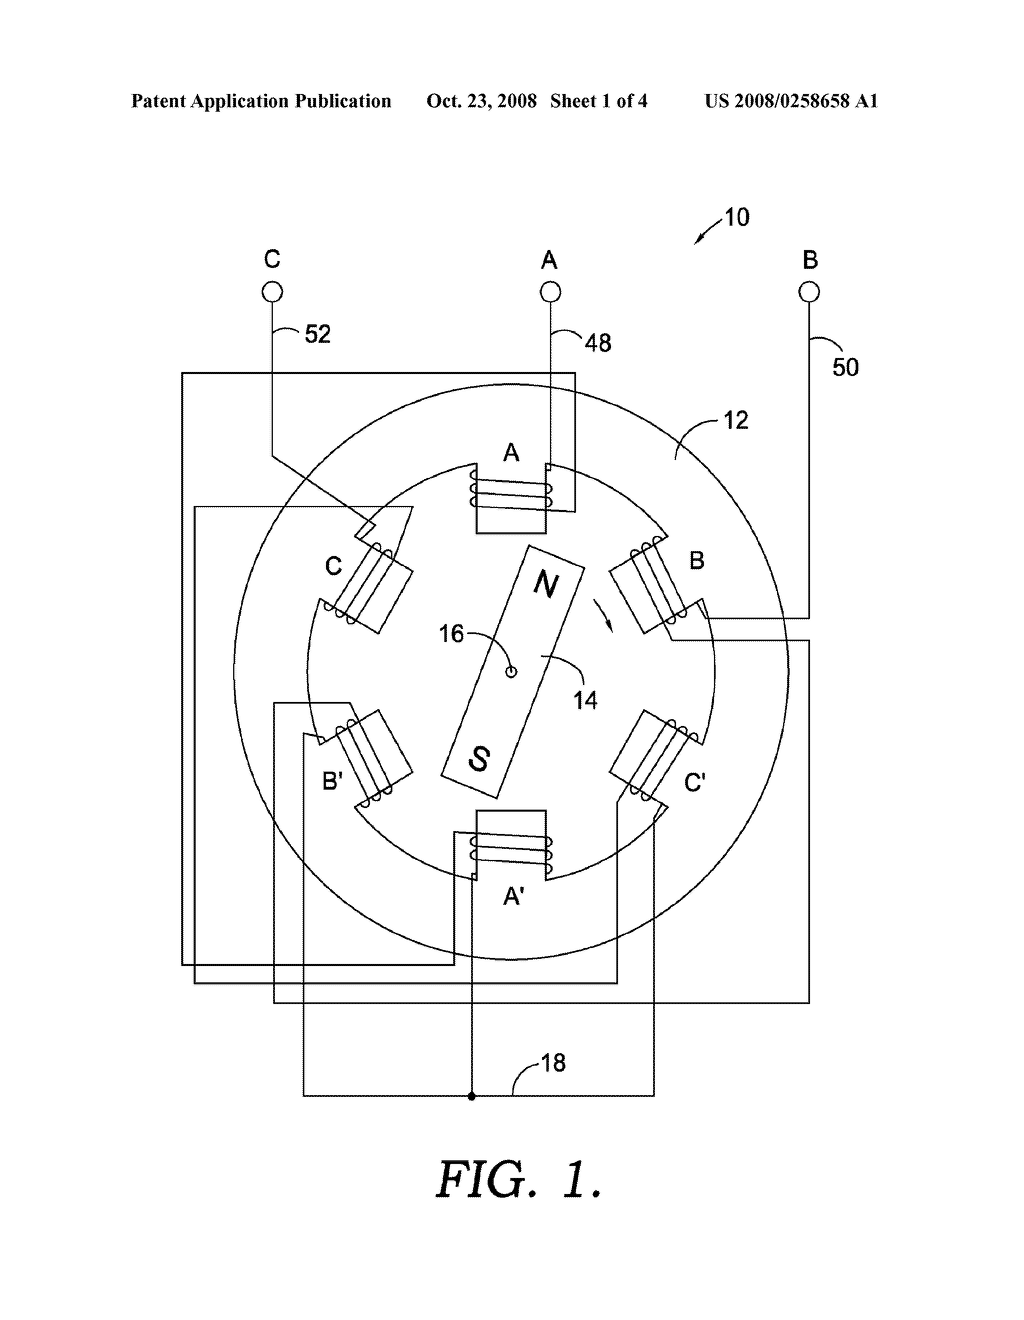 Patent Application Publication Oct. 23, 2008 Sheet 1 of 4 US 2008/0258658 A1
10
C A B
52 48 50
12
A
C B
N
16 14
S
B' C'
A'
18
FIG. 1.